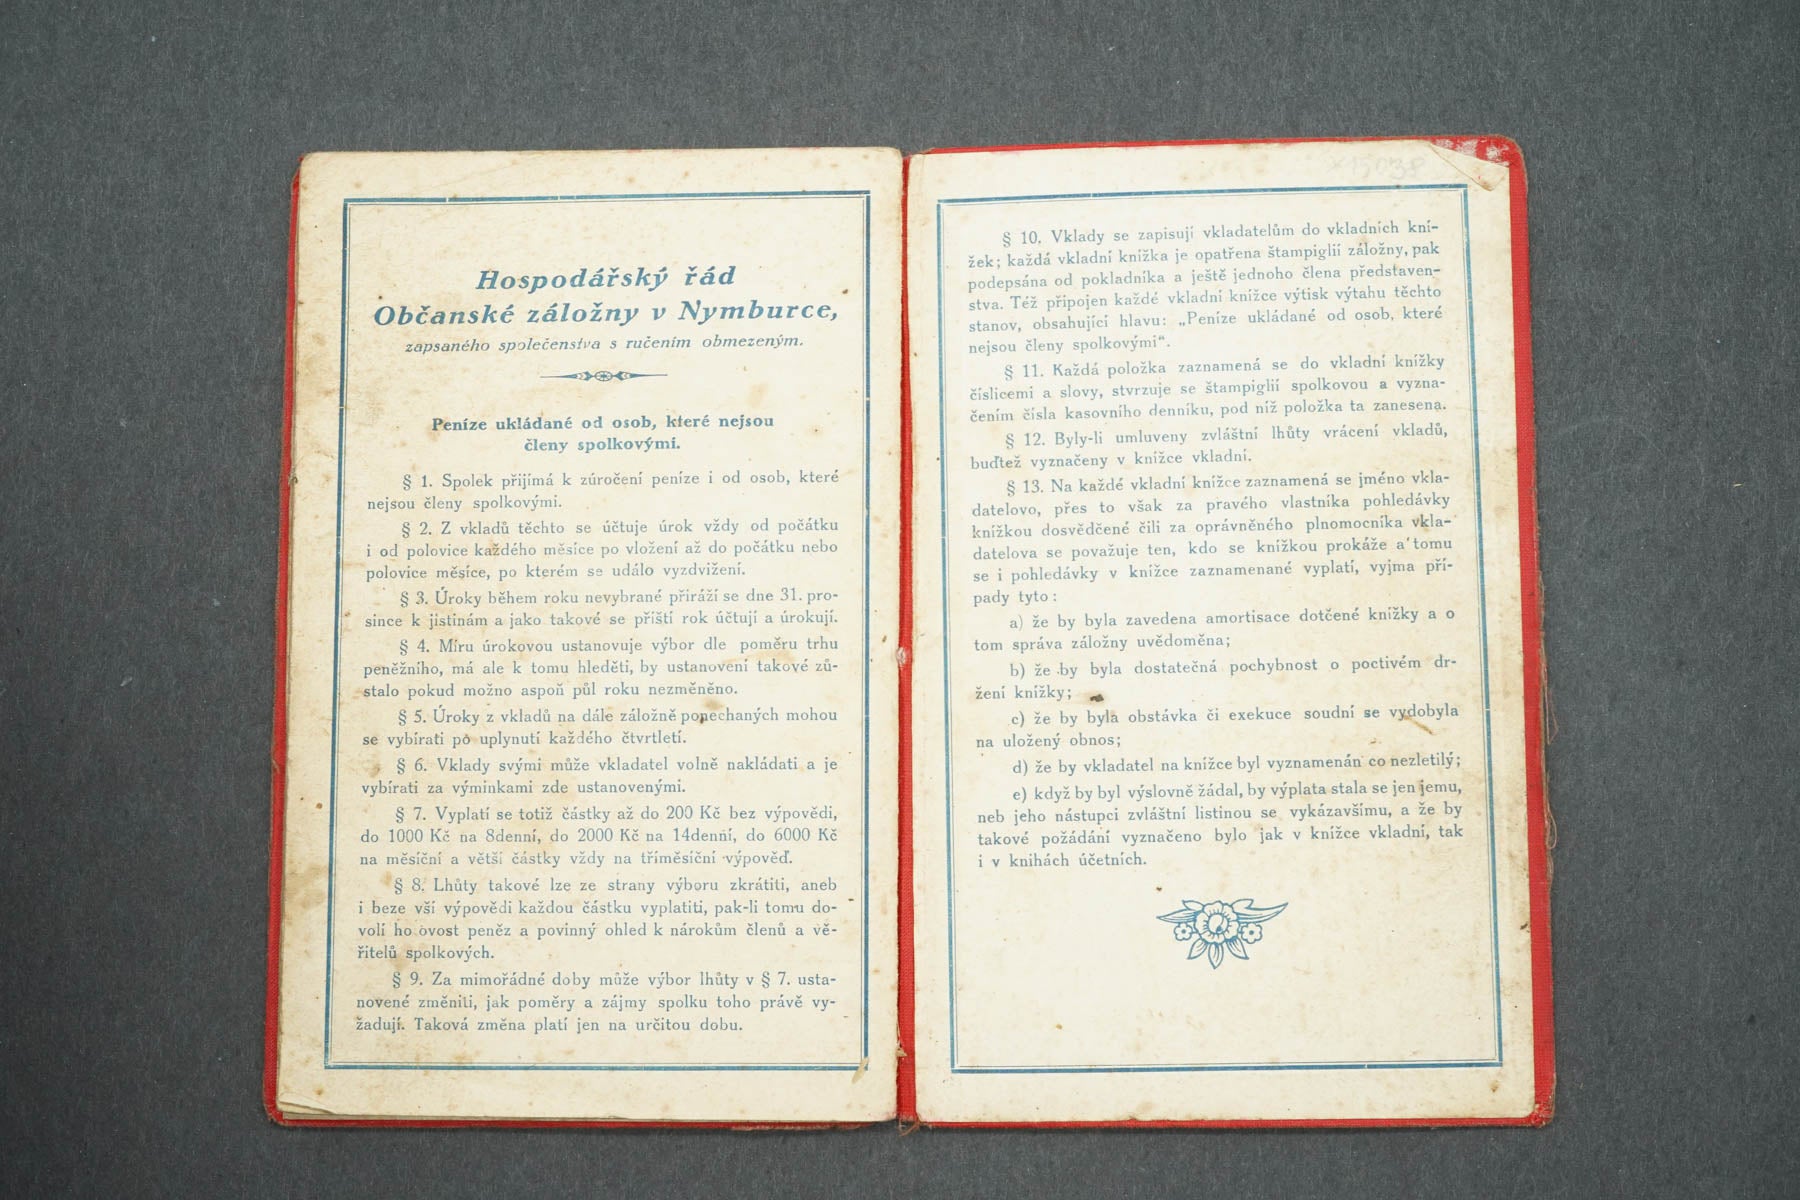 Hospodářský řád
Občanské záložny v Nymburce,
zapsaného společenstva s ručením obmezeným.
Peníze ukládané od osob, které nejsou
členy spolkovými.
§ 1. Spolek přijímá k zúročení peníze i od osob, které
nejsou členy spolkovými.
§ 2. Z vkladů těchto se účtuje úrok vždy od počátku
i od polovice každého měsíce po vložení až do počátku nebo
polovice měsíce, po kterém se událo vyzdvižení.
§ 3. Úroky během roku nevybrané přiráží se dne 31. pro-
since k jistinám a jako takové se příští rok účtují a úrokují.
§ 4. Míru úrokovou ustanovuje výbor dle poměru trhu
peněžního, má ale k tomu hleděti, by ustanovení takové zů-
stalo pokud možno aspoň půl roku nezměněno.
§ 5. Úroky z vkladů na dále záložně ponechaných mohou
se vybírati po uplynutí každého čtvrtletí.
§ 6. Vklady svými může vkladatel volně nakládati a je
vybírati za výminkami zde ustanovenými.
§ 7. Vyplatí se totiž částky až do 200 Kč bez výpovědi,
do 1000 Kč na 8denní, do 2000 Kč na 14denní, do 6000 Kč
na měsíční a větší částky vždy na tříměsíční výpověď.
§ 8. Lhůty takové lze ze strany výboru zkrátiti, aneb
i beze vší výpovědi každou částku vyplatiti, pak-li tomu do-
volí ho ovost peněz a povinný ohled k nárokům členů a vě-
řitelů spolkových.
§ 9. Za mimořádné doby může výbor lhůty v § 7. usta-
novené změniti, jak poměry a zájmy spolku toho právě vy-
žadují. Taková změna platí jen na určitou dobu.
§ 10. Vklady se zapisují vkladatelům do vkladních kní-
žek; každá vkladní knížka je opatřena štampiglií záložny, pak
podepsána od pokladníka a ještě jednoho člena představen-
stva. Též připojen každé vkladní knížce výtisk výtahu těchto
stanov, obsahující hlavu: „Peníze ukládané od osob, které
nejsou členy spolkovými“.
§ 11. Každá položka zaznamená se do vkladní knížky
číslicemi a slovy, stvrzuje se štampiglií spolkovou a vyzna-
čením čísla kasovního denníku, pod níž položka ta zanesena.
§ 12. Byly-li umluveny zvláštní lhůty vrácení vkladů,
buďtež vyznačeny v knížce vkladní.
§ 13. Na každé vkladní knížce zaznamená se jméno vkla-
datelovo, přes to však za pravého vlastníka pohledávky
knížkou dosvědčené čili za oprávněného plnomocníka vkla-
datelova se považuje ten, kdo se knížkou prokáže a tomu
se i pohledávky v knížce zaznamenané vyplatí, vyjma pří-
pady tyto:
a) že by byla zavedena amortisace dotčené knížky a o
tom správa záložny uvědoměna;
b) že by byla dostatečná pochybnost o poctivém dr-
žení knížky;
c) že by byla obstávka či exekuce soudní se vydobyla
na uložený obnos;
d) že by vkladatel na knížce byl vyznamenán co nezletilý;
e) když by byl výslovně žádal, by výplata stala se jen jemu,
neb jeho nástupci zvláštní listinou se vykázavšímu, a že by
takové požádání vyznačeno bylo jak v knížce vkladní, tak
i v knihách účetních.